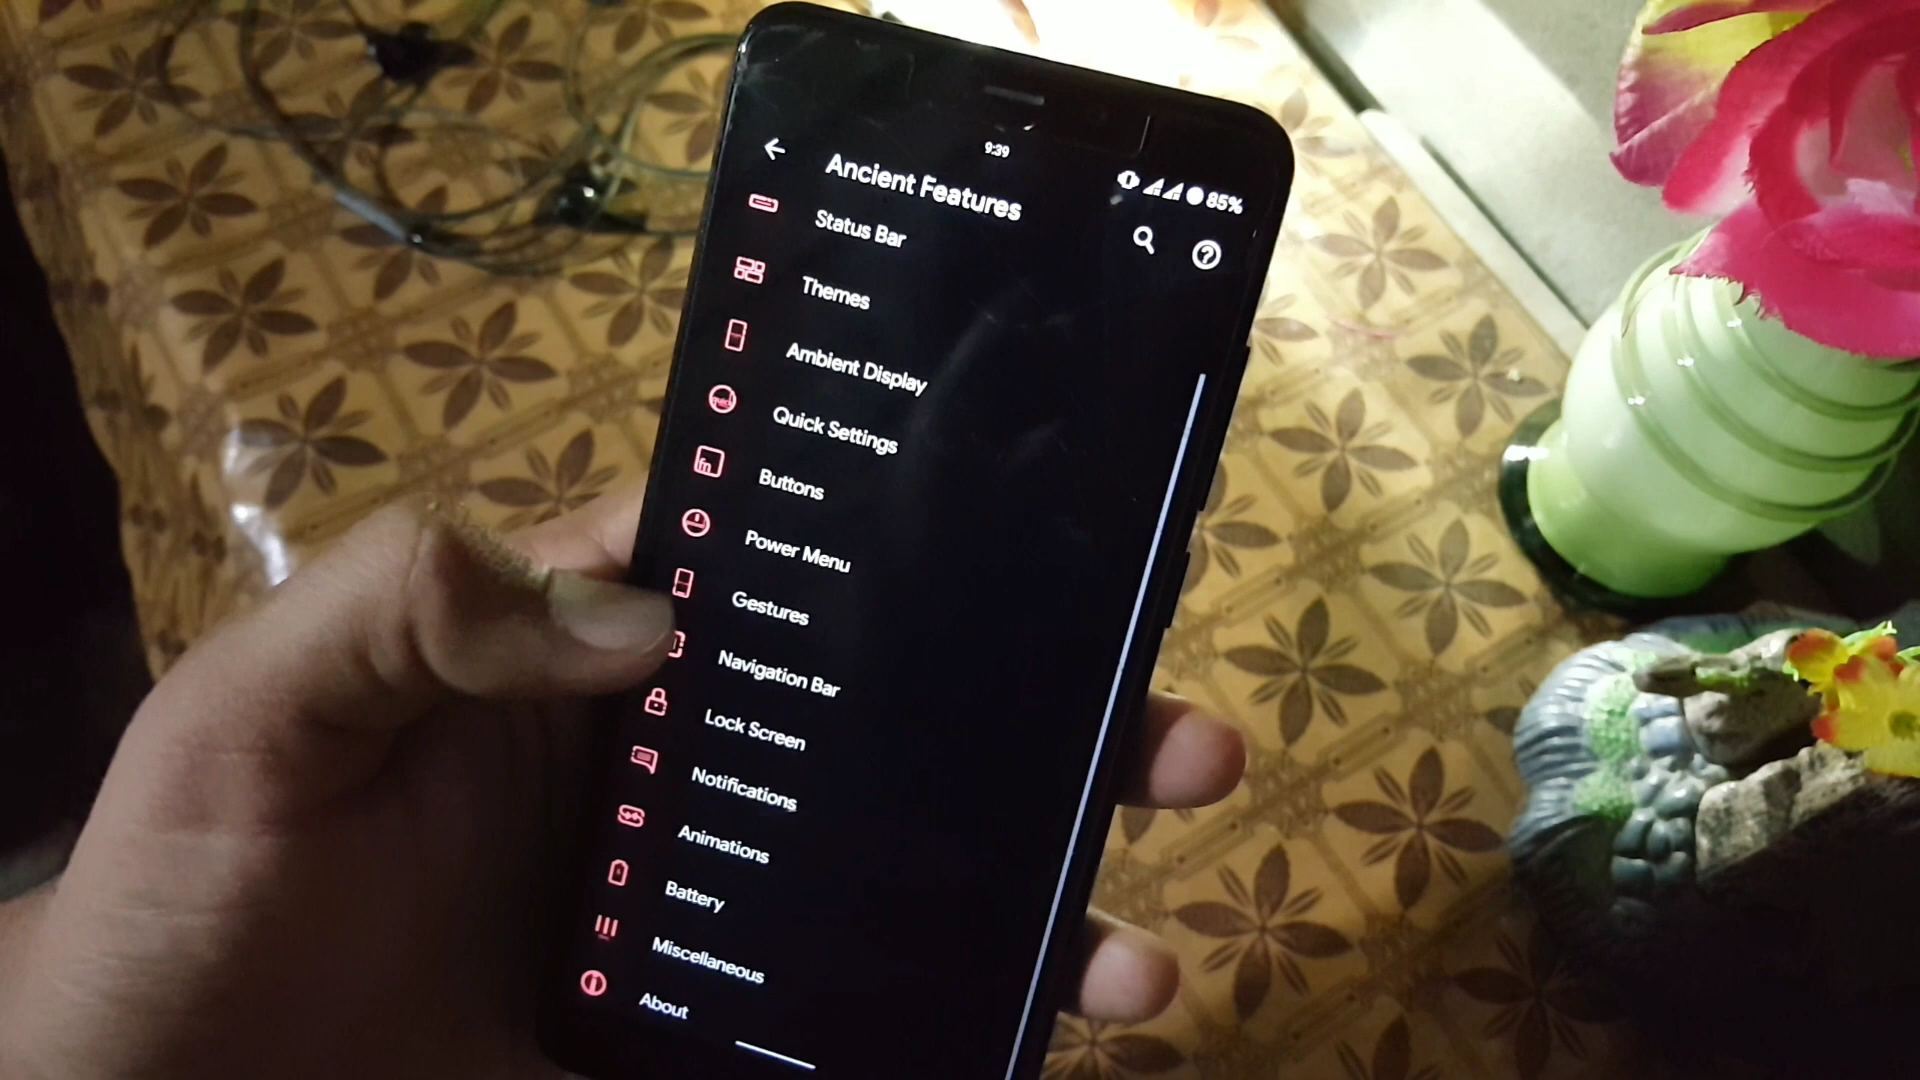 9:39
85%
Ancient Features
Status Bar
Themes
Ambient Display
Quick Settings
Buttons
Power Menu
Gestures
Navigation Bar
Lock Screen
Notifications
Animations
Battery
Miscellaneous
About